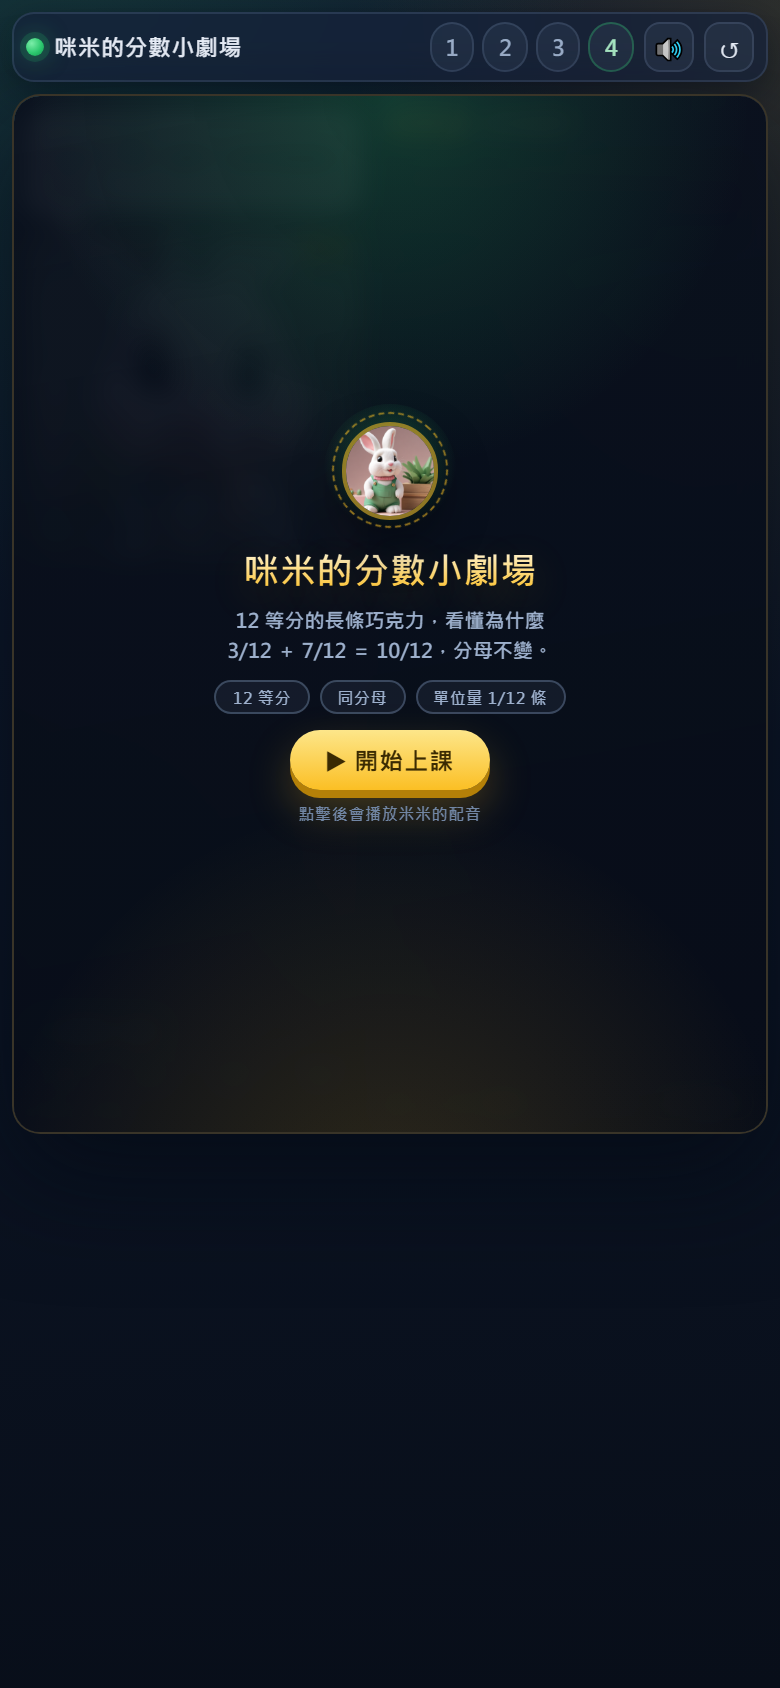 咪米的分數小劇場
1 2 3 4
咪米的分數小劇場
12 等分的長條巧克力，看懂為什麼
3/12 + 7/12 = 10/12，分母不變。
12 等分 同分母 單位量 1/12 條
▶ 開始上課
點擊後會播放米米的配音